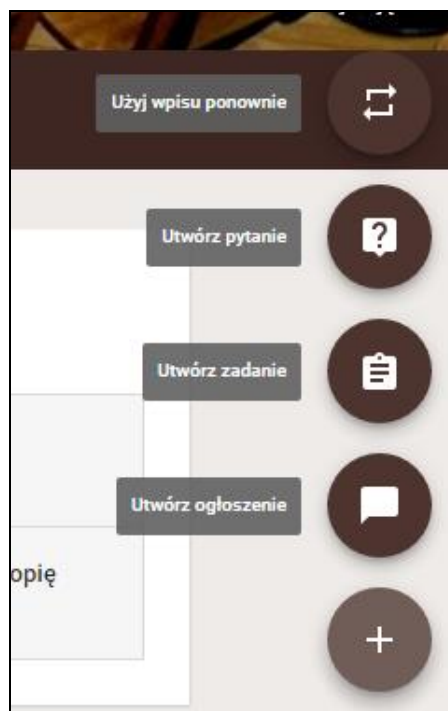 Użyj wpisu ponownie
Utwórz pytanie
Utwórz zadanie
Utwórz ogłoszenie
opię